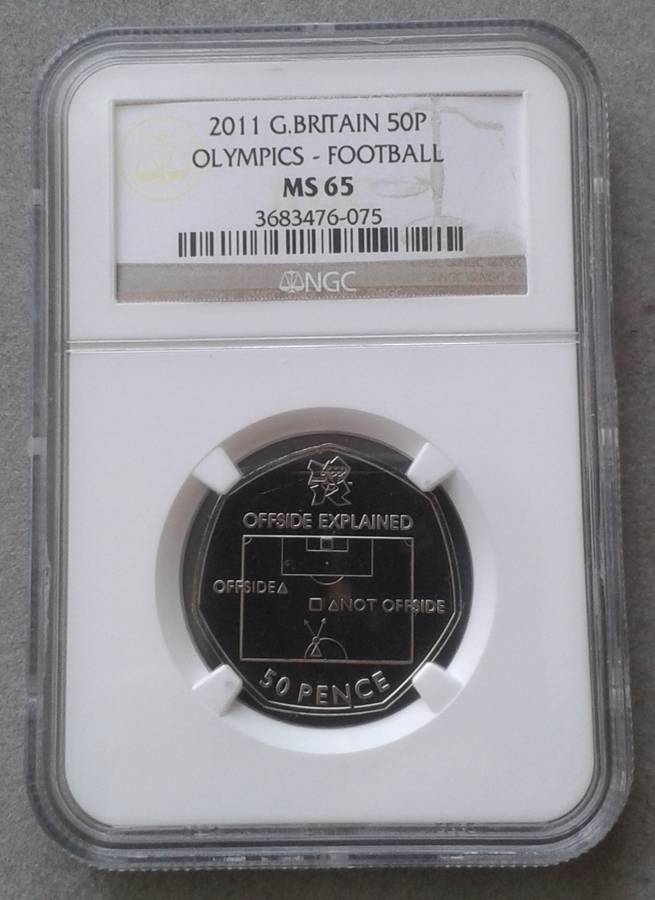 2011 G.BRITAIN 50P
OLYMPICS - FOOTBALL
MS 65
3683476-075
NGC
OFFSIDE EXPLAINED
OFFSIDE
NOT OFFSIDE
50 PENCE